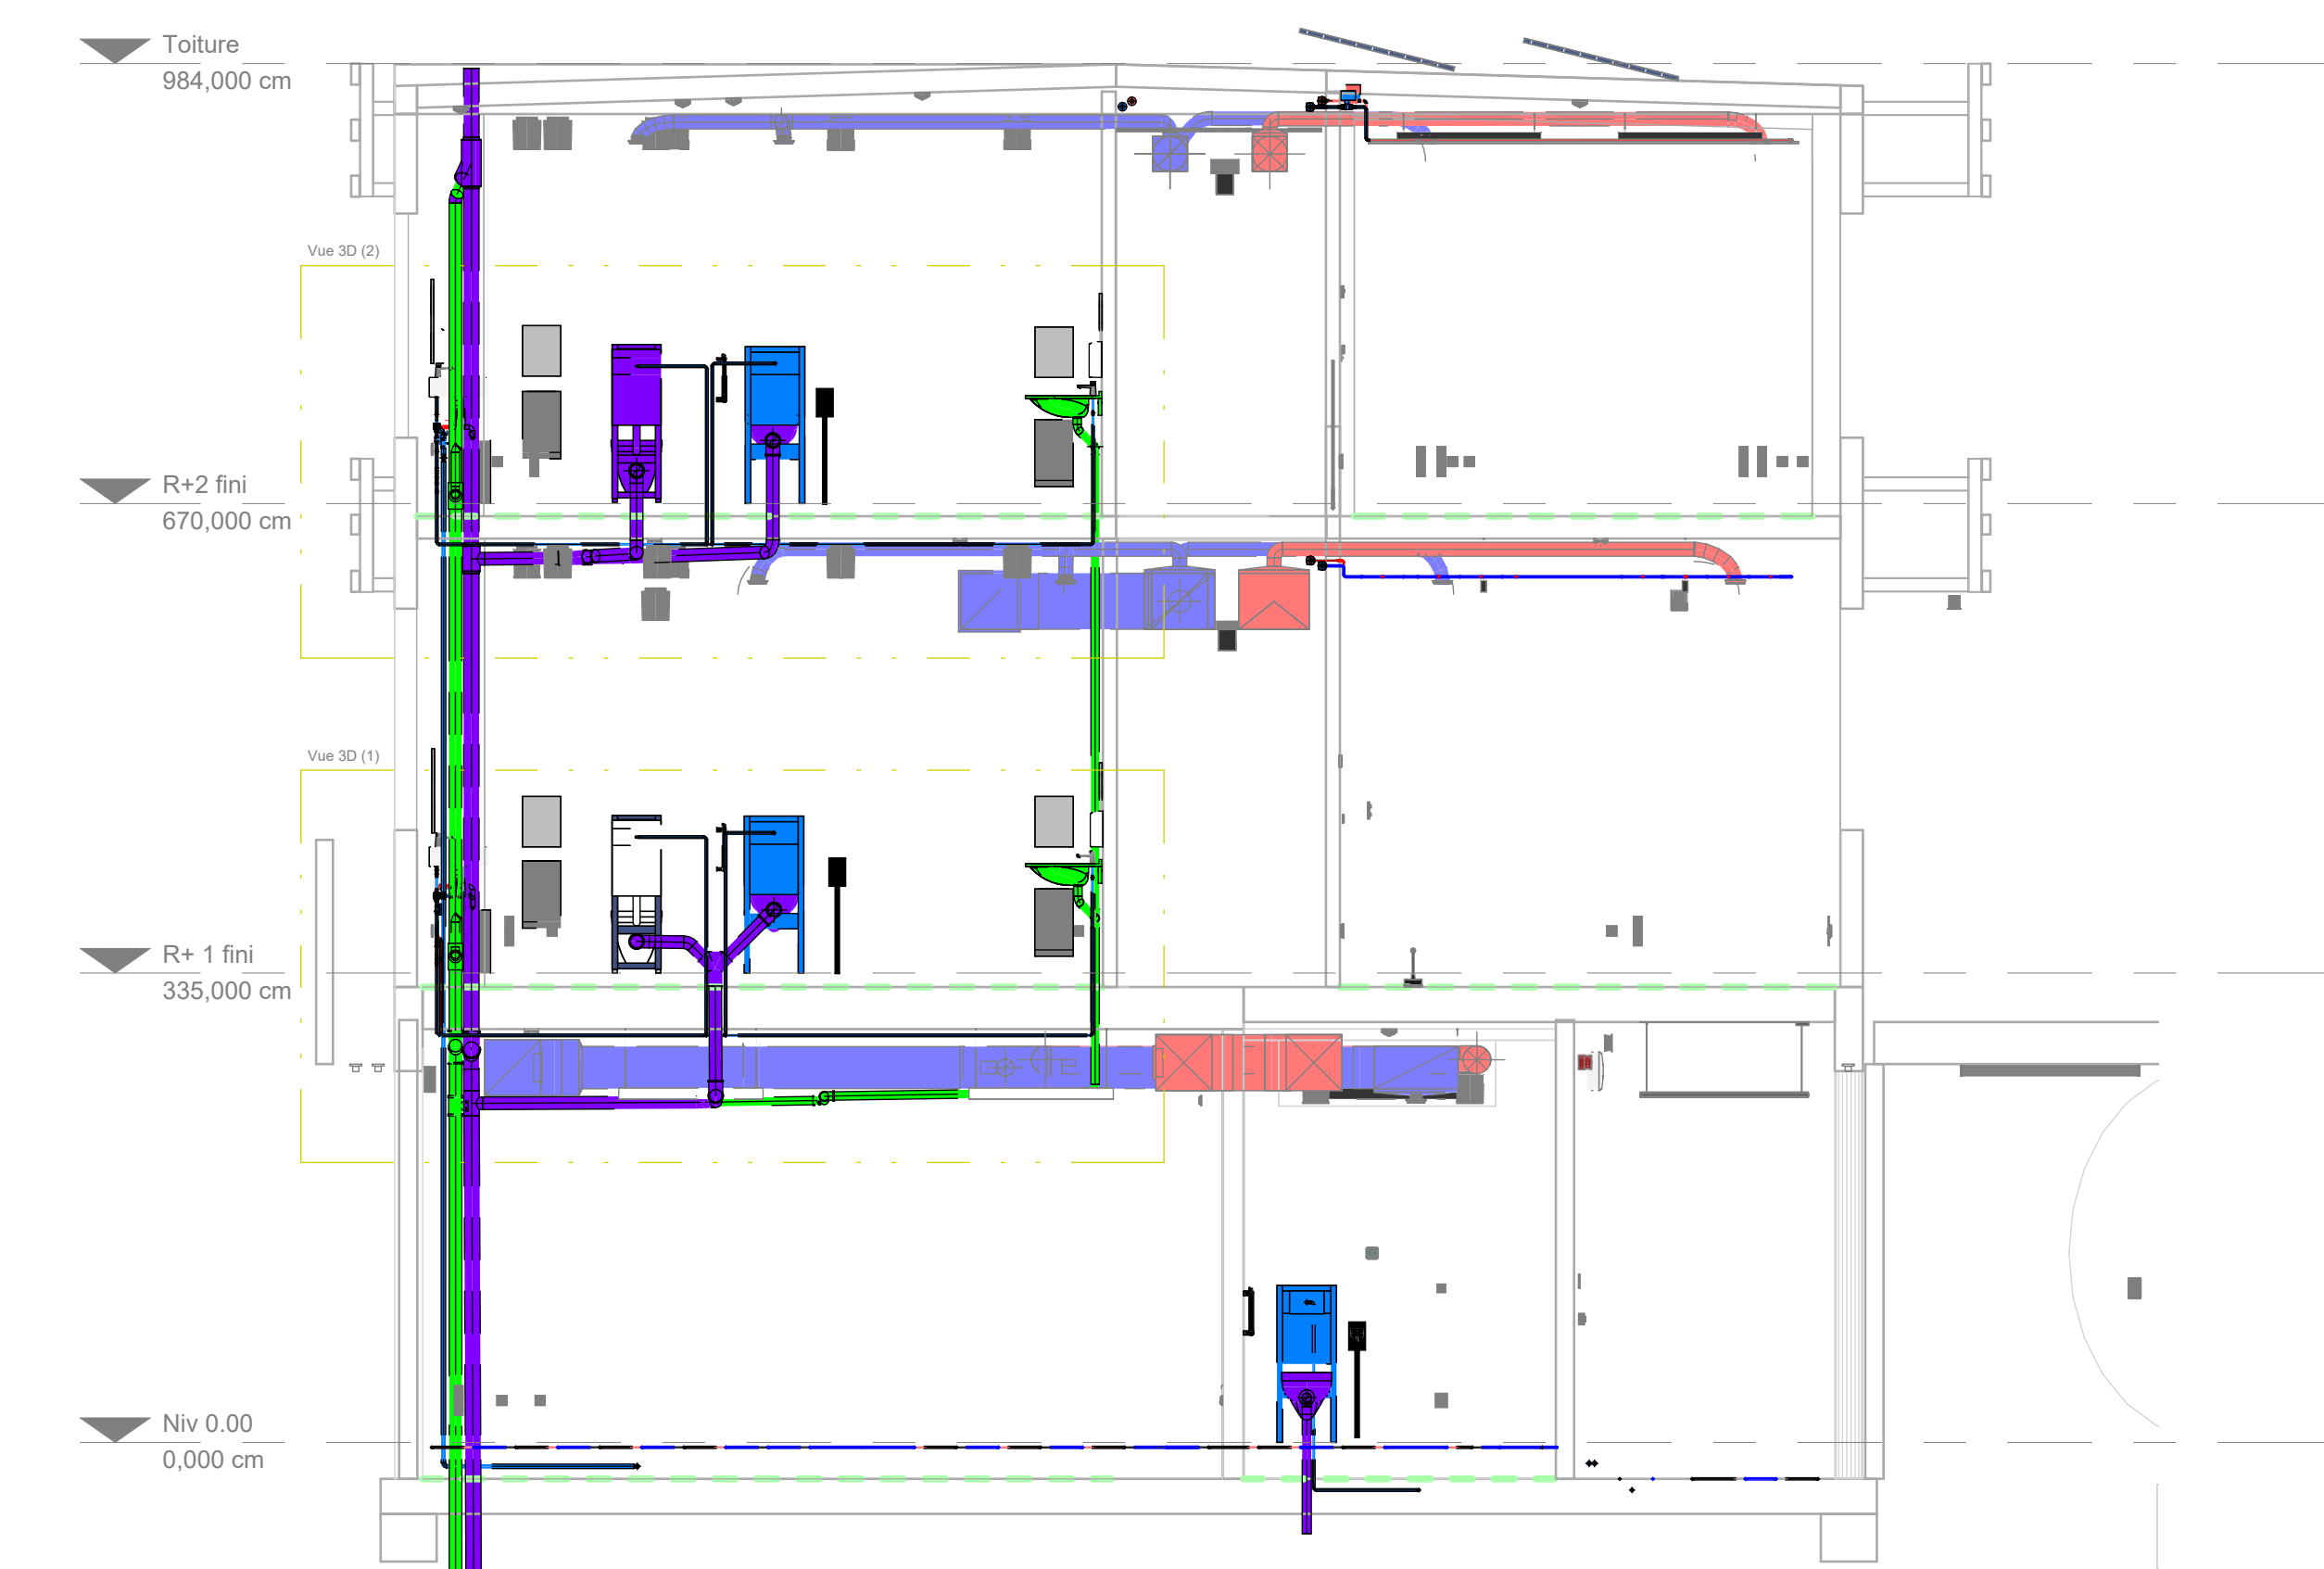 Toiture
984,000 cm
Vue 3D (2)
R+2 fini
670,000 cm
Vue 3D (1)
R+ 1 fini
335,000 cm
Niv 0.00
0,000 cm